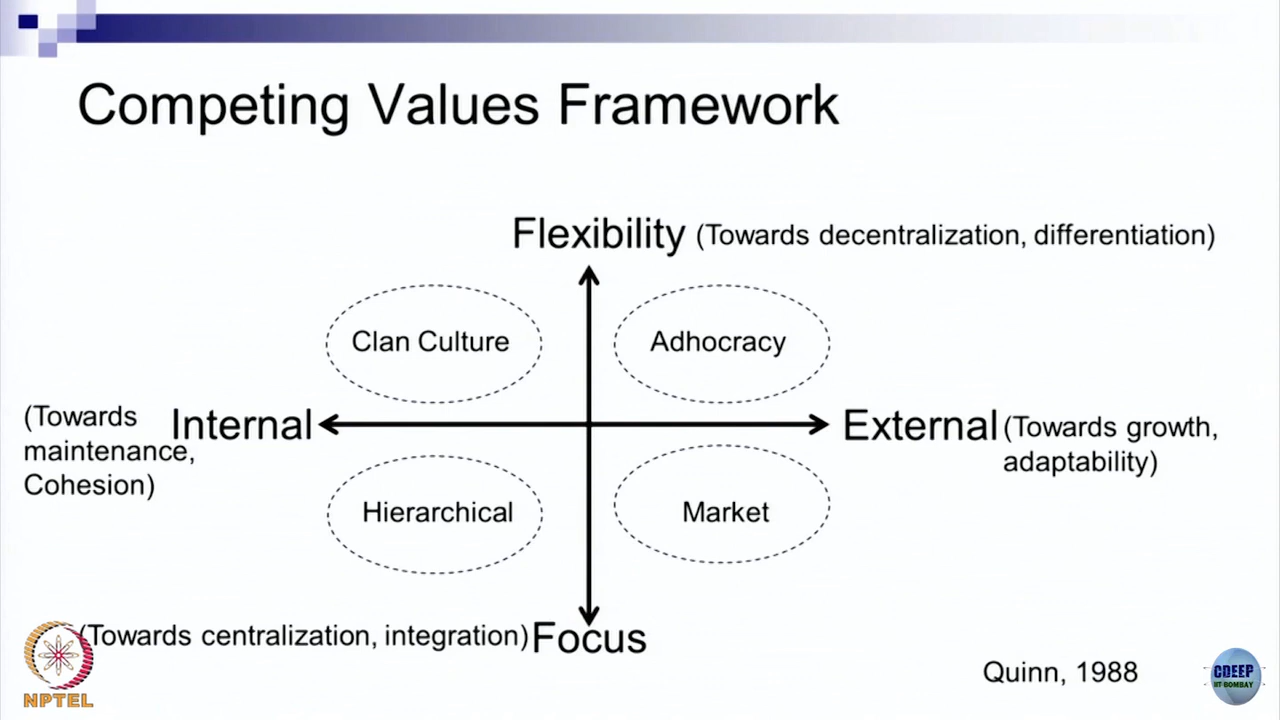 Competing Values Framework
Flexibility (Towards decentralization, differentiation)
Clan Culture
Adhocracy
(Towards
maintenance,
Cohesion)
Internal
External
(Towards growth,
adaptability)
Hierarchical
Market
(Towards centralization, integration) Focus
Quinn, 1988
NPTEL
CDEEP
IIT BOMBAY